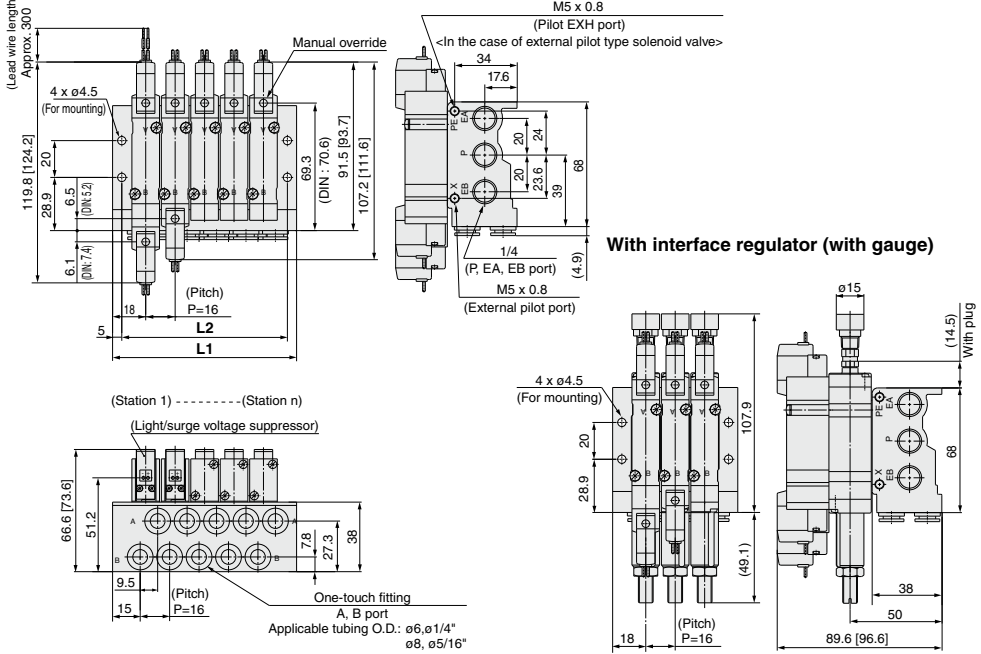 (Lead wire length)
Approx. 300
119.8 [124.2]
4 x ø4.5
(For mounting)
20
28.9
6.5
(DIN: 5.2)
6.1
(DIN: 7.4)
Manual override
69.3
(DIN : 70.6)
91.5 [93.7]
107.2 [111.6]
A
B
A
B
A
B
A
B
A
B
18
(Pitch)
P=16
5
L2
L1
M5 x 0.8
(Pilot EXH port)
<In the case of external pilot type solenoid valve>
34
17.6
PE
EA
P
X
EB
20
20
24
23.6
39
68
(4.9)
1/4
(P, EA, EB port)
M5 x 0.8
(External pilot port)
(Station 1) --------- (Station n)
(Light/surge voltage suppressor)
66.6 [73.6]
51.2
A
A
B
B
7.8
27.3
38
9.5
15
(Pitch)
P=16
One-touch fitting
A, B port
Applicable tubing O.D.: ø6,ø1/4"
ø8, ø5/16"
With interface regulator (with gauge)
4 x ø4.5
(For mounting)
20
28.9
A
B
A
B
A
B
107.9
(49.1)
18
(Pitch)
P=16
ø15
(14.5)
With plug
PE
EA
P
X
EB
68
38
50
89.6 [96.6]